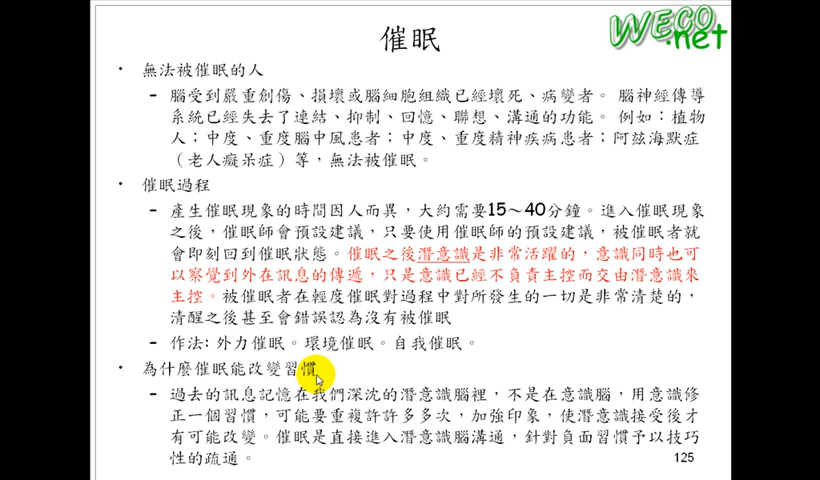 WECO.net
催眠
• 無法被催眠的人
– 腦受到嚴重創傷、損壞或腦細胞組織已經壞死、病變者。 腦神經傳導
系統已經失去了連結、抑制、回憶、聯想、溝通的功能。 例如：植物
人；中度、重度腦中風患者；中度、重度精神疾病患者；阿玆海默症
（老人癡呆症）等，無法被催眠。
• 催眠過程
– 產生催眠現象的時間因人而異，大約需要15～40分鐘。進入催眠現象
之後，催眠師會預設建議，只要使用催眠師的預設建議，被催眠者就
會即刻回到催眠狀態。催眠之後潛意識是非常活躍的，意識同時也可
以察覺到外在訊息的傳遞，只是意識已經不負責主控而交由潛意識來
主控。被催眠者在輕度催眠對過程中對所發生的一切是非常清楚的，
清醒之後甚至會錯誤認為沒有被催眠
– 作法: 外力催眠。環境催眠。自我催眠。
• 為什麼催眠能改變習慣
– 過去的訊息記憶在我們深沈的潛意識腦裡，不是在意識腦，用意識修
正一個習慣，可能要重複許許多多次，加強印象，使潛意識接受後才
有可能改變。催眠是直接進入潛意識腦溝通，針對負面習慣予以技巧
性的疏通。
125